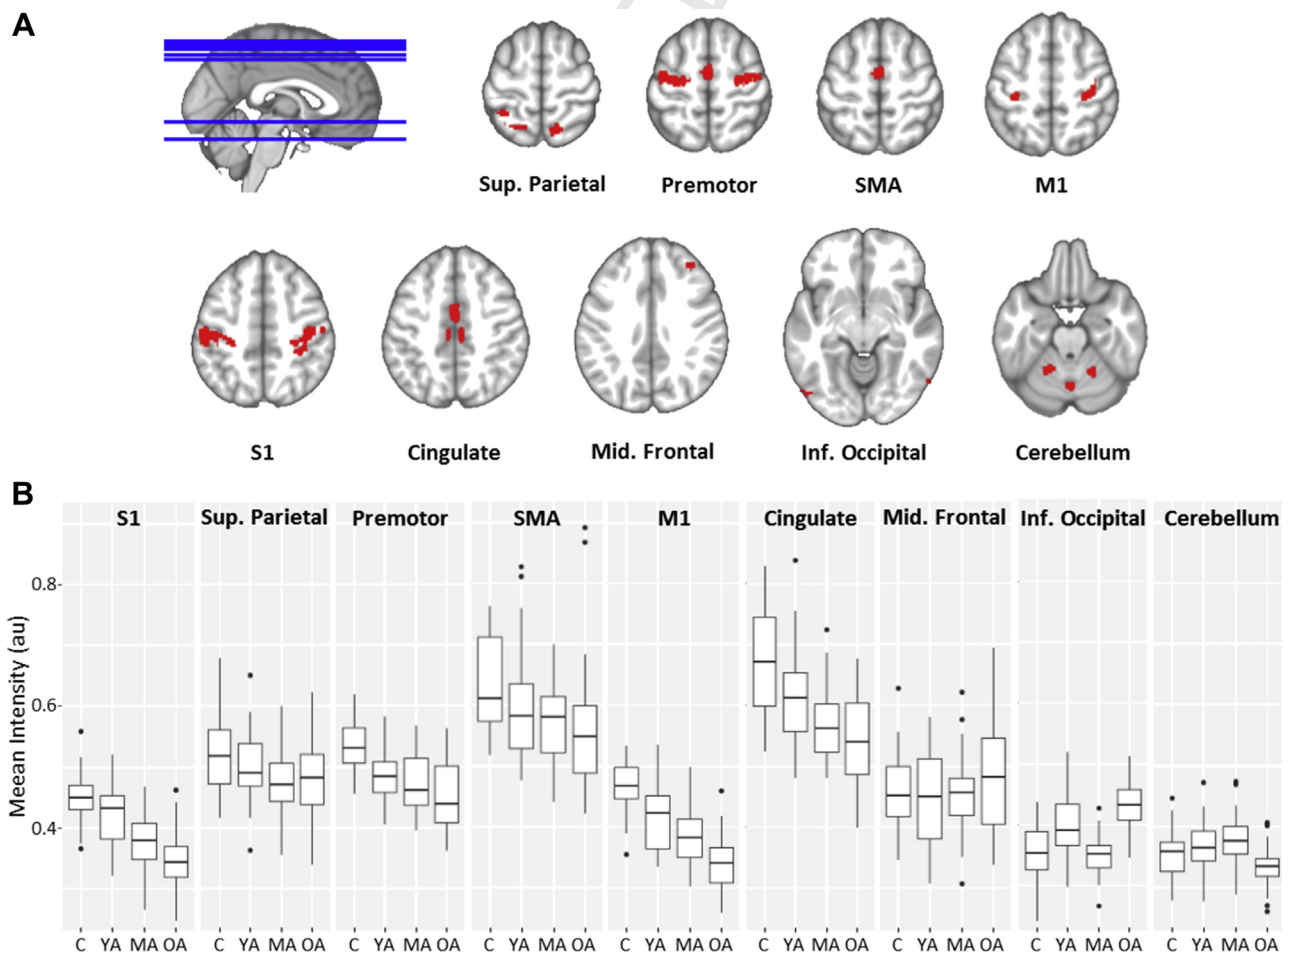 A
Sup. Parietal Premotor SMA M1
S1 Cingulate Mid. Frontal Inf. Occipital Cerebellum
B
S1 Sup. Parietal Premotor SMA M1 Cingulate Mid. Frontal Inf. Occipital Cerebellum
Meean Intensity (au)
0.8-
0.6-
0.4-
C YA MA OA C YA MA OA C YA MA OA C YA MA OA C YA MA OA C YA MA OA C YA MA OA C YA MA OA C YA MA OA